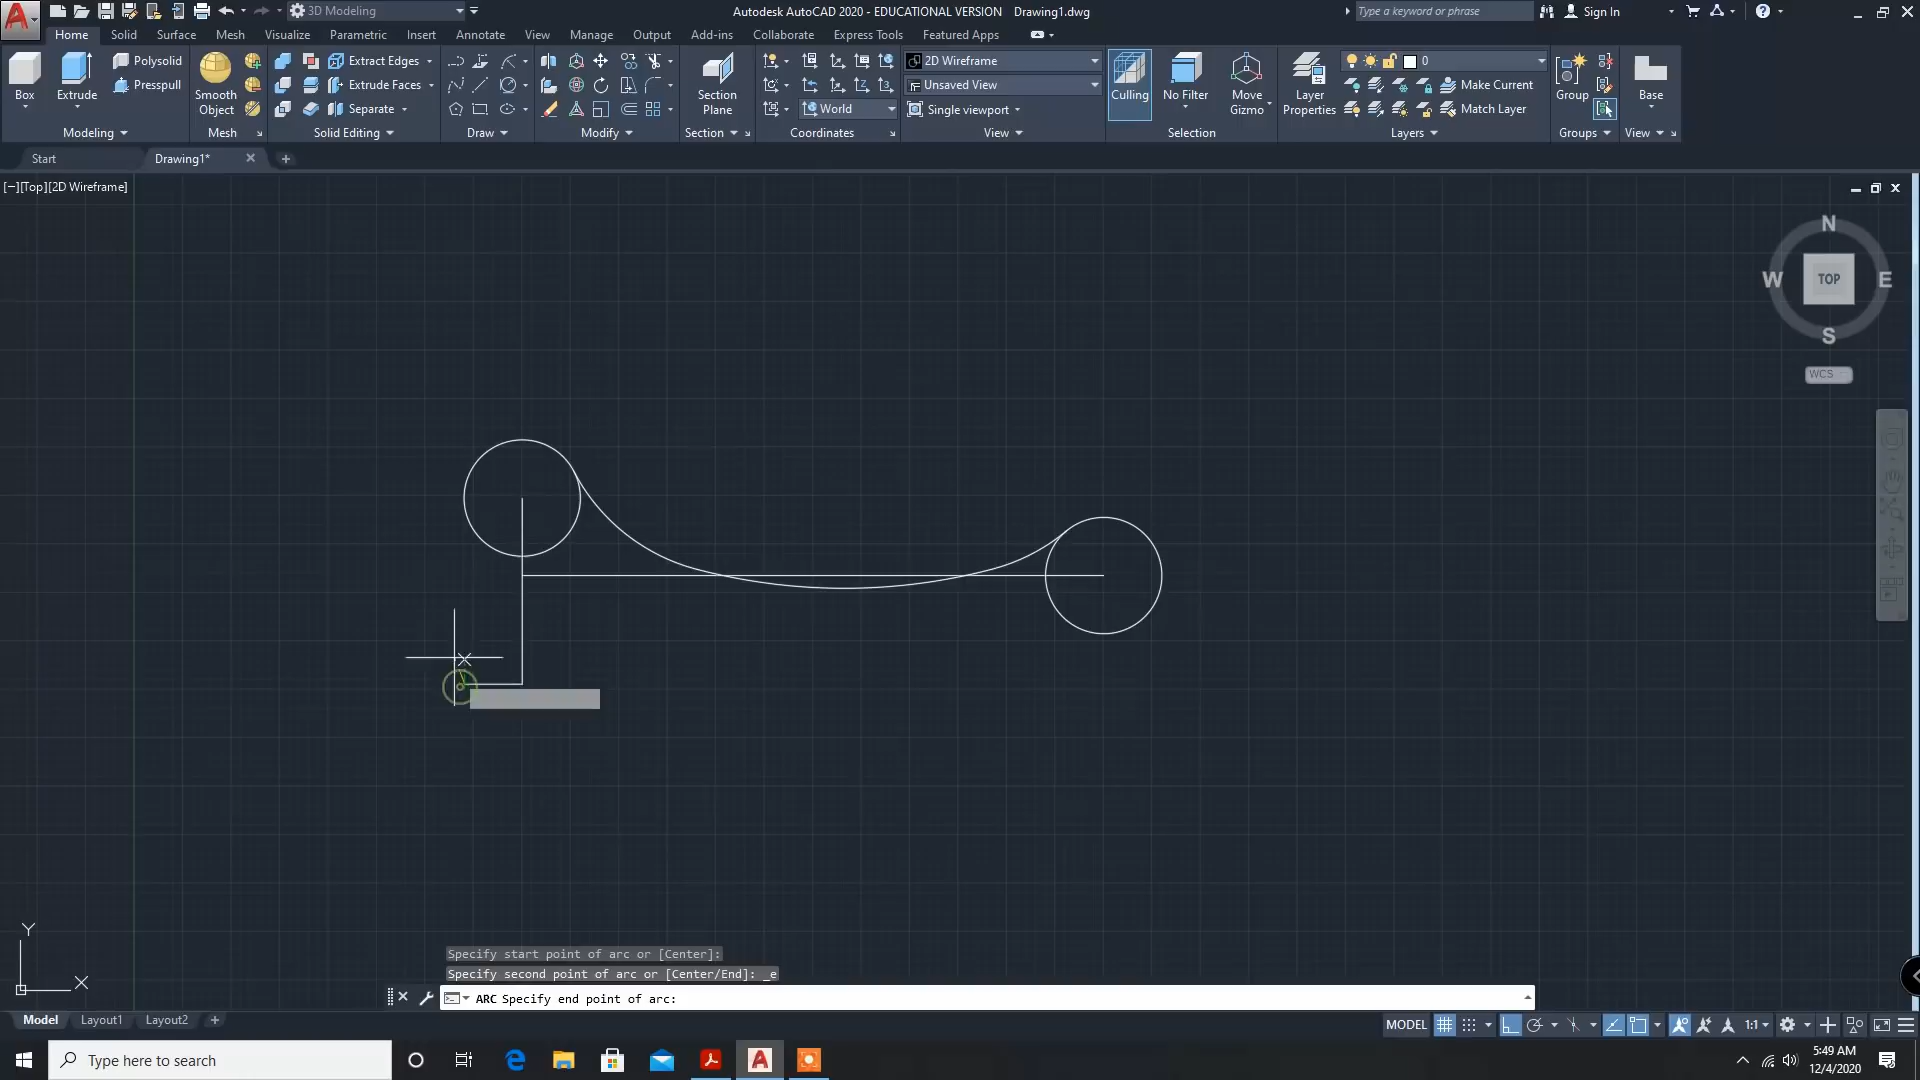 3D Modeling
Autodesk AutoCAD 2020 - EDUCATIONAL VERSION Drawing1.dwg
Type a keyword or phrase
Sign In
Home Solid Surface Mesh Visualize Parametric Insert Annotate View Manage Output Add-ins Collaborate Express Tools Featured Apps
Box
Extrude
Polysolid
Presspull
Modeling
Smooth
Object
Mesh
Extract Edges
Extrude Faces
Separate
Solid Editing
Draw
Modify
Section
Plane
Section
World
Coordinates
2D Wireframe
Unsaved View
Single viewport
View
Culling
No Filter
Move
Gizmo
Selection
Layer
Properties
0
Make Current
Match Layer
Layers
Group
Groups
Base
View
Start
Drawing1*
[−][Top][2D Wireframe]
N
W TOP E
S
WCS
Y
X
Specify start point of arc or [Center]:
Specify second point of arc or [Center/End]: _e
ARC Specify end point of arc:
Model Layout1 Layout2
MODEL
1:1
Type here to search
5:49 AM
12/4/2020